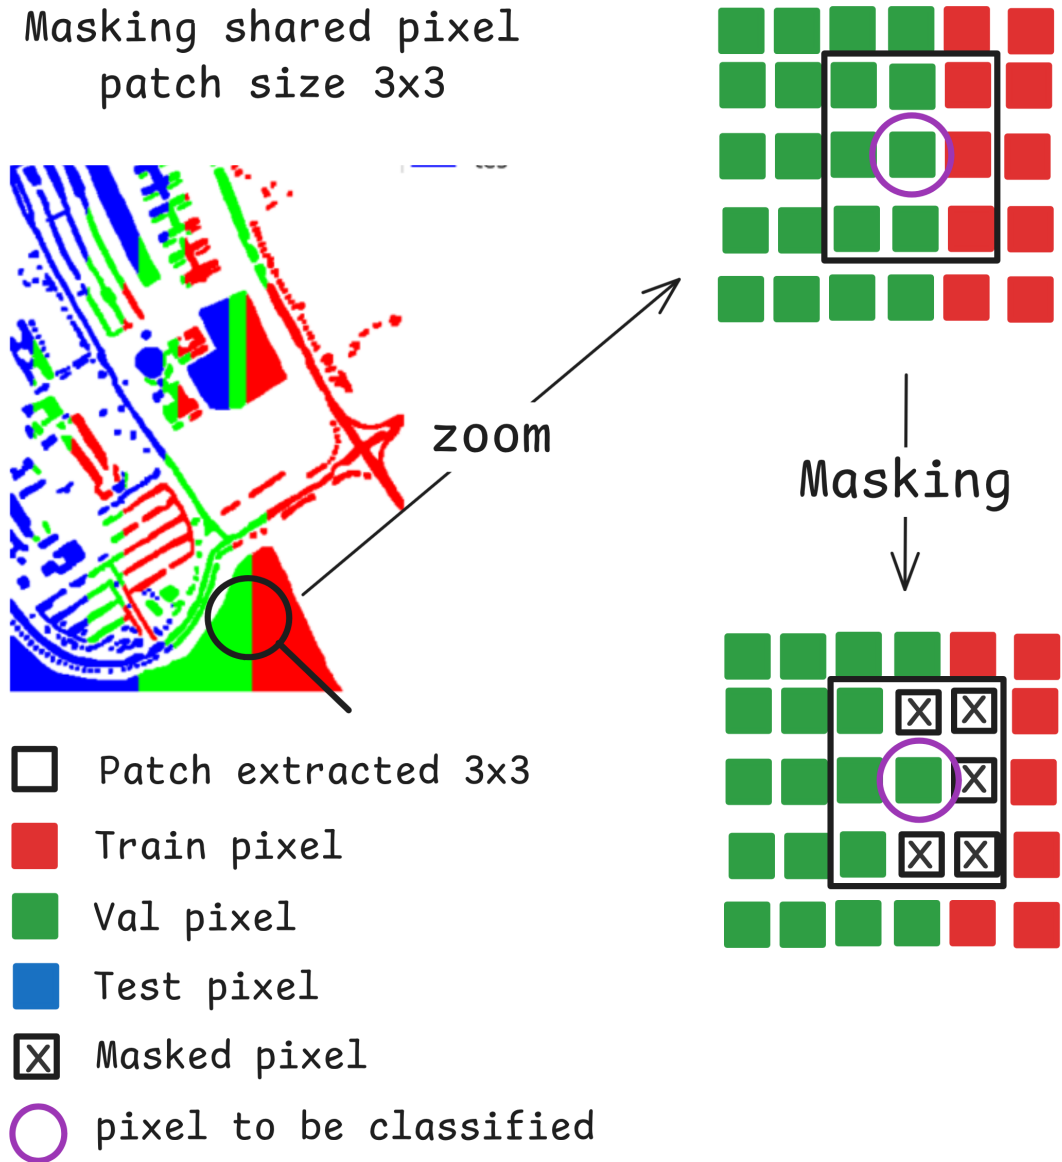 Masking shared pixel
patch size 3x3
zoom
Masking
Patch extracted 3x3
Train pixel
Val pixel
Test pixel
Masked pixel
pixel to be classified